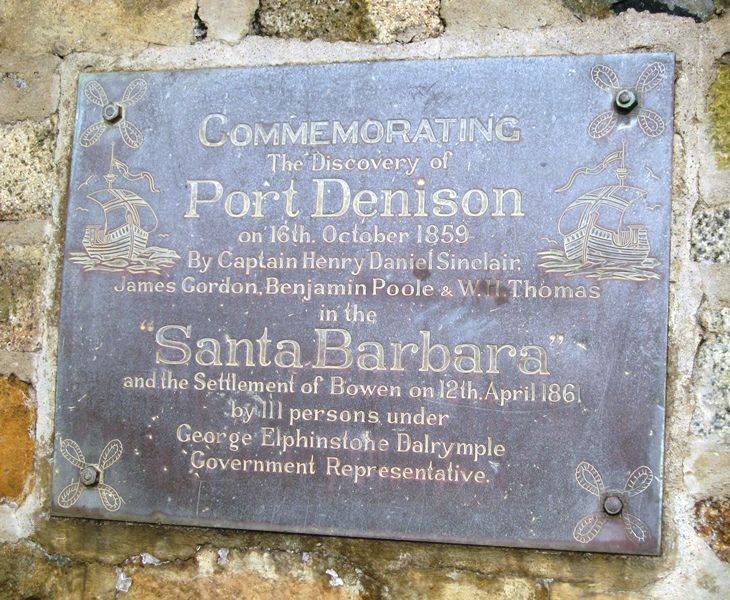 COMMEMORATING
The Discovery of
Port Denison
on 16th. October 1859
By Captain Henry Daniel Sinclair.
James Gordon. Benjamin Poole & W.H. Thomas
in the
"Santa Barbara"
and the Settlement of Bowen on 12th. April 1861
by 111 persons under
George Elphinstone Dalrymple
Government Representative.